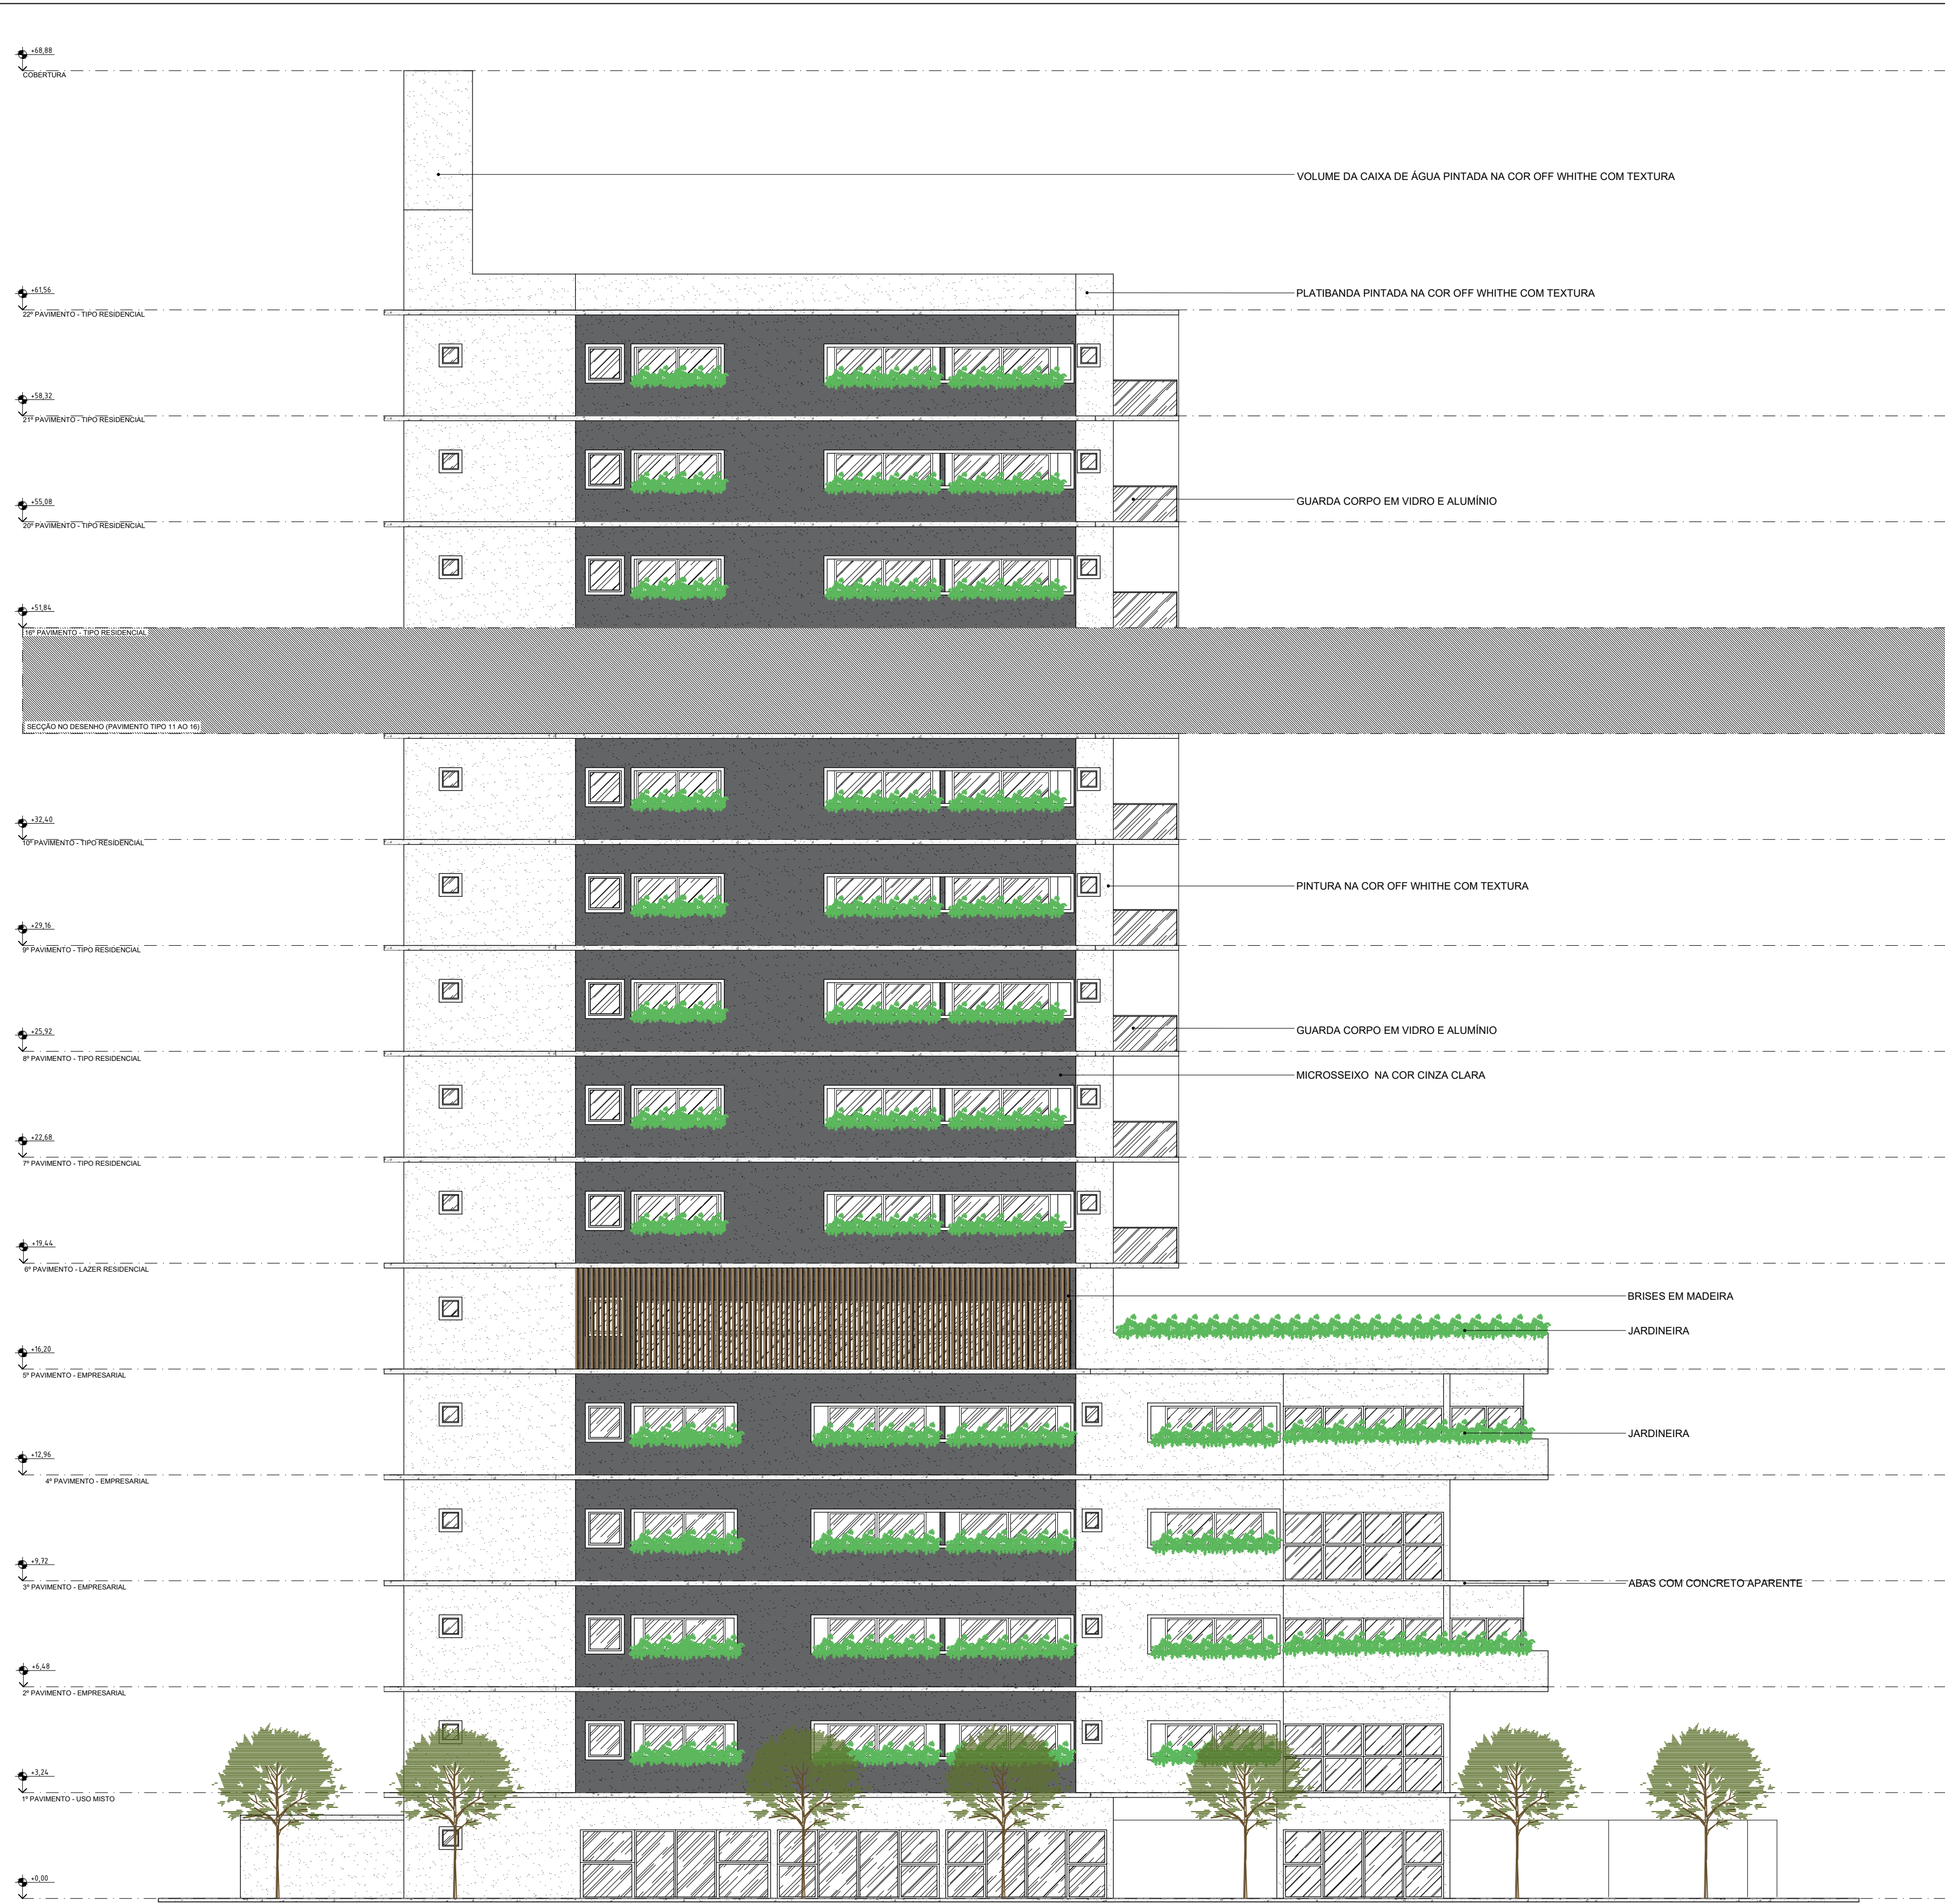 +68,88
COBERTURA
VOLUME DA CAIXA DE ÁGUA PINTADA NA COR OFF WHITHE COM TEXTURA
+61,56
PLATIBANDA PINTADA NA COR OFF WHITHE COM TEXTURA
22º PAVIMENTO - TIPO RESIDENCIAL
+58,32
21º PAVIMENTO - TIPO RESIDENCIAL
+55,08
GUARDA CORPO EM VIDRO E ALUMÍNIO
20º PAVIMENTO - TIPO RESIDENCIAL
+51,84
16º PAVIMENTO - TIPO RESIDENCIAL
SECÇÃO NO DESENHO (PAVIMENTO TIPO 11 AO 16)
+32,40
10º PAVIMENTO - TIPO RESIDENCIAL
PINTURA NA COR OFF WHITHE COM TEXTURA
+29,16
9º PAVIMENTO - TIPO RESIDENCIAL
+25,92
GUARDA CORPO EM VIDRO E ALUMÍNIO
8º PAVIMENTO - TIPO RESIDENCIAL
MICROSSEIXO NA COR CINZA CLARA
+22,68
7º PAVIMENTO - TIPO RESIDENCIAL
+19,44
6º PAVIMENTO - LAZER RESIDENCIAL
BRISES EM MADEIRA
JARDINEIRA
+16,20
5º PAVIMENTO - EMPRESARIAL
JARDINEIRA
+12,96
4º PAVIMENTO - EMPRESARIAL
+9,72
3º PAVIMENTO - EMPRESARIAL
ABAS COM CONCRETO APARENTE
+6,48
2º PAVIMENTO - EMPRESARIAL
+3,24
1º PAVIMENTO - USO MISTO
+0,00